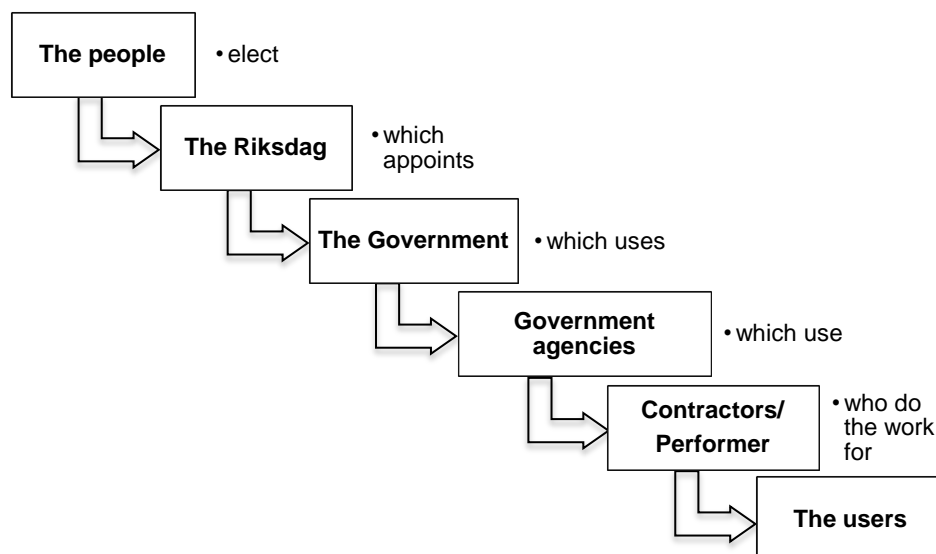 The people
• elect
The Riksdag
• which
appoints
The Government
• which uses
Government
agencies
• which use
Contractors/
Performer
• who do
the work
for
The users